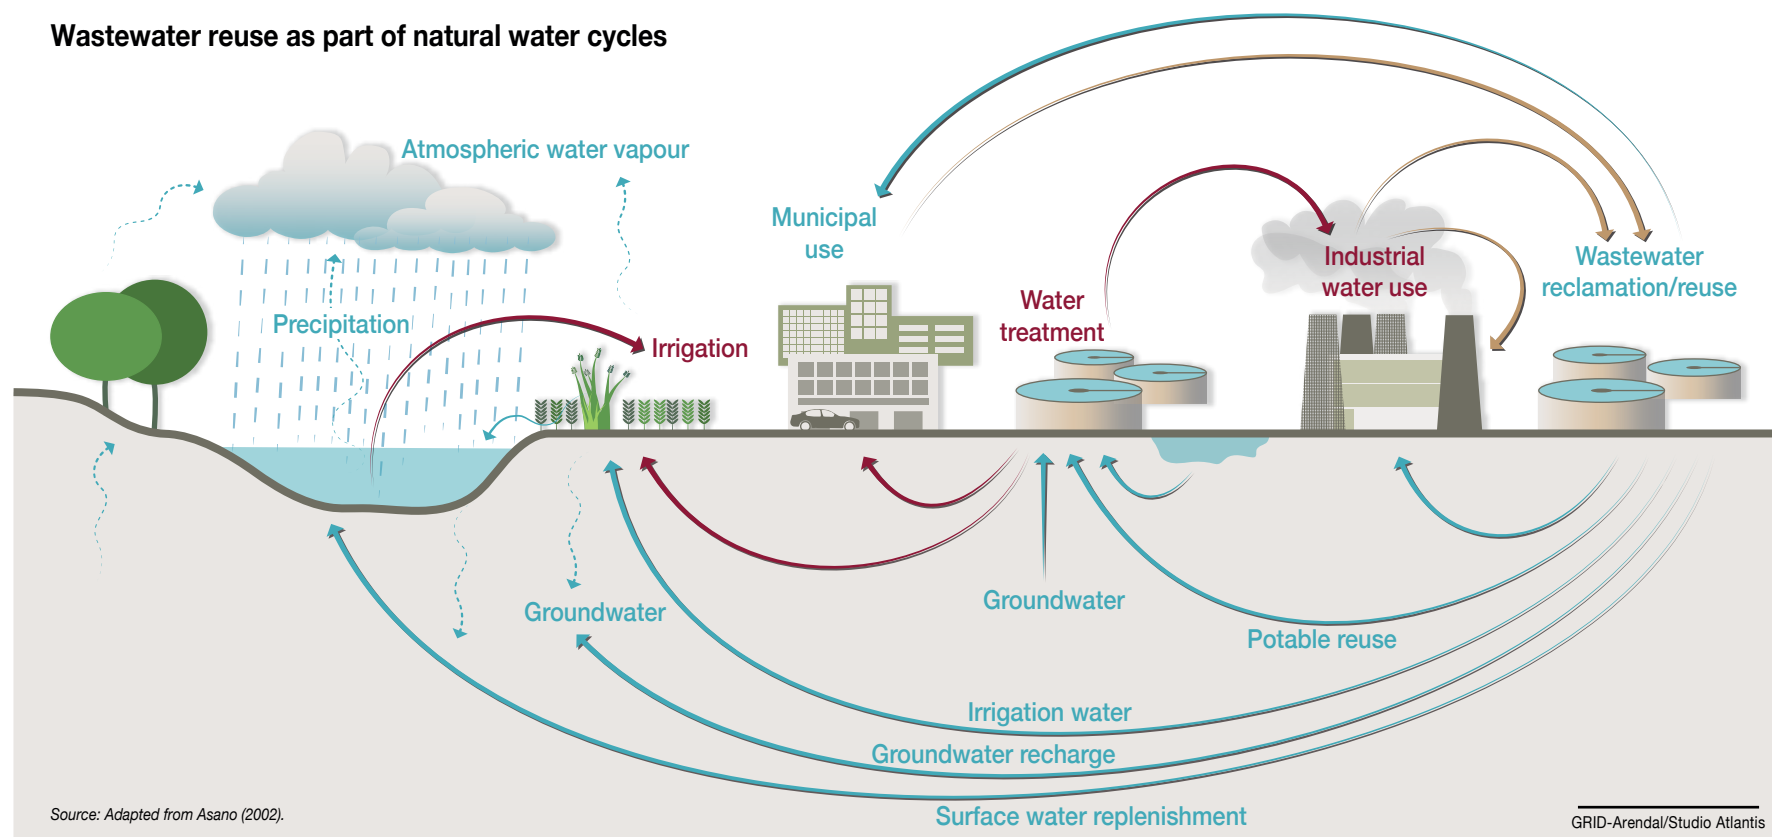 Wastewater reuse as part of natural water cycles
Atmospheric water vapour
Municipal
use
Industrial
water use
Wastewater
reclamation/reuse
Water
treatment
Precipitation
Irrigation
Groundwater
Groundwater
Potable reuse
Irrigation water
Groundwater recharge
Surface water replenishment
Source: Adapted from Asano (2002).
GRID-Arendal/Studio Atlantis